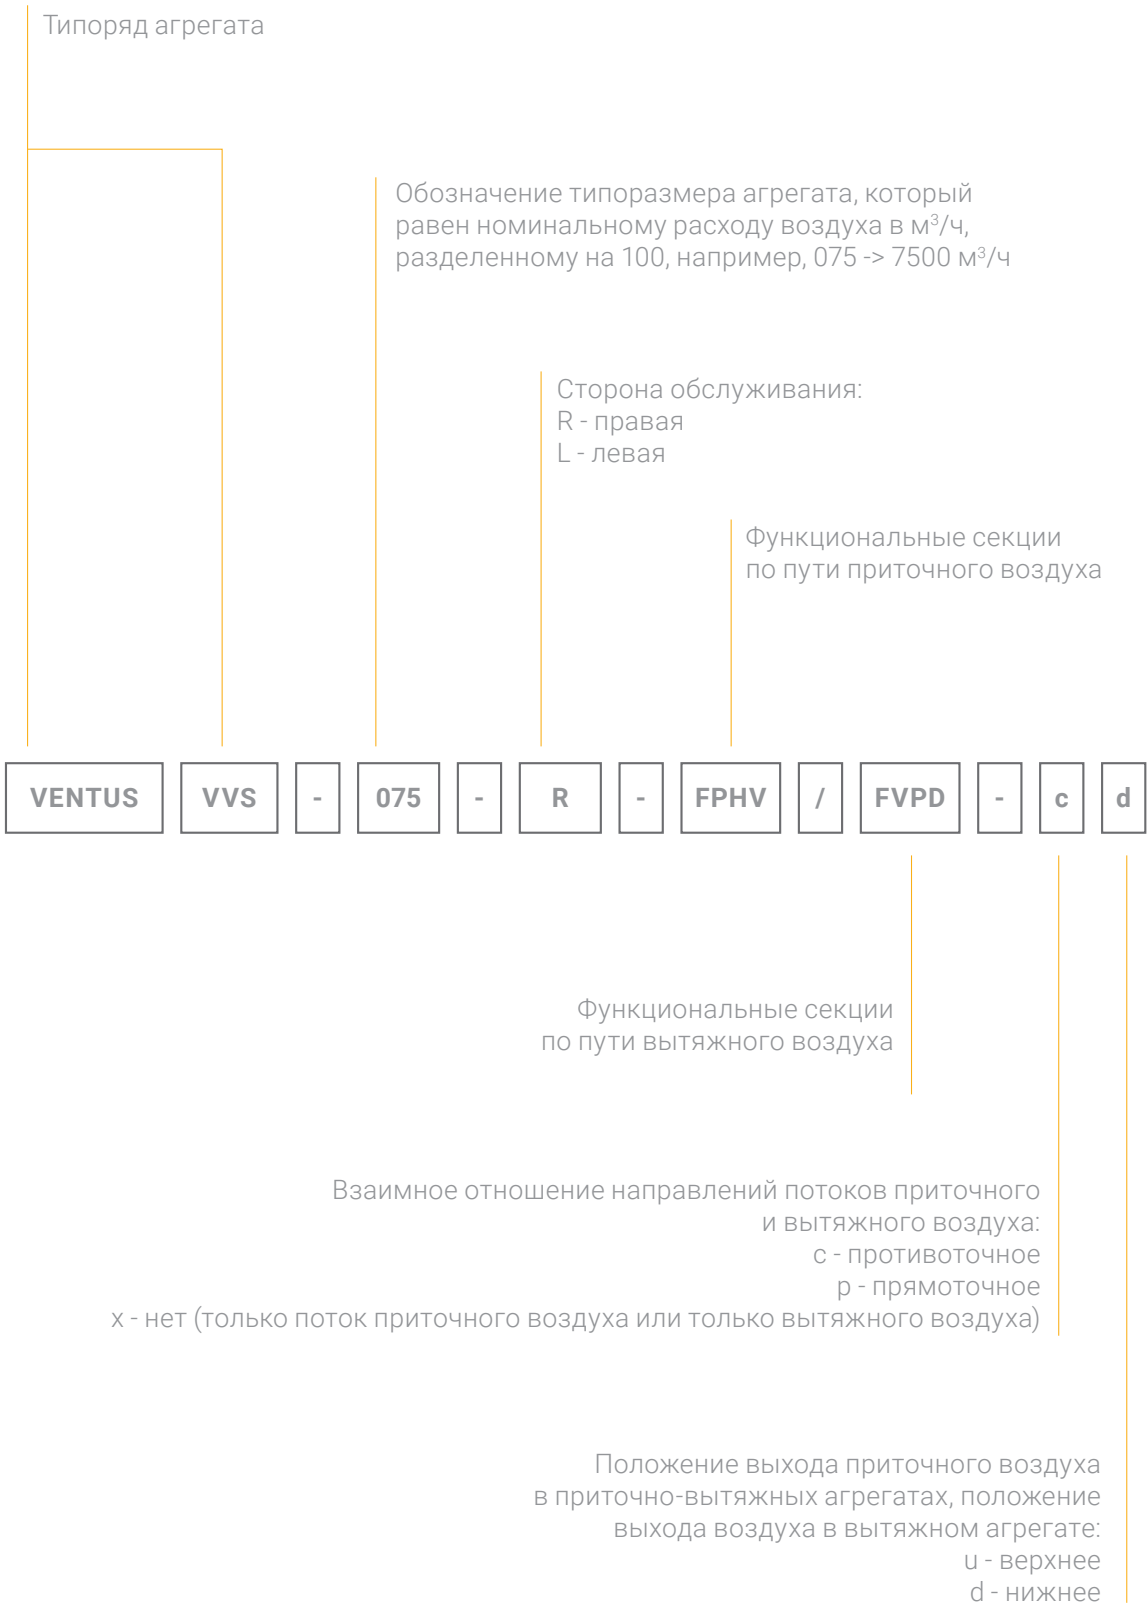 Типоряд агрегата
Обозначение типоразмера агрегата, который
равен номинальному расходу воздуха в м³/ч,
разделенному на 100, например, 075 -> 7500 м³/ч
Сторона обслуживания:
R - правая
L - левая
Функциональные секции
по пути приточного воздуха
VENTUS VVS - 075 - R - FPHV / FVPD - c d
Функциональные секции
по пути вытяжного воздуха
Взаимное отношение направлений потоков приточного
и вытяжного воздуха:
c - противоточное
p - прямоточное
x - нет (только поток приточного воздуха или только вытяжного воздуха)
Положение выхода приточного воздуха
в приточно-вытяжных агрегатах, положение
выхода воздуха в вытяжном агрегате:
u - верхнее
d - нижнее